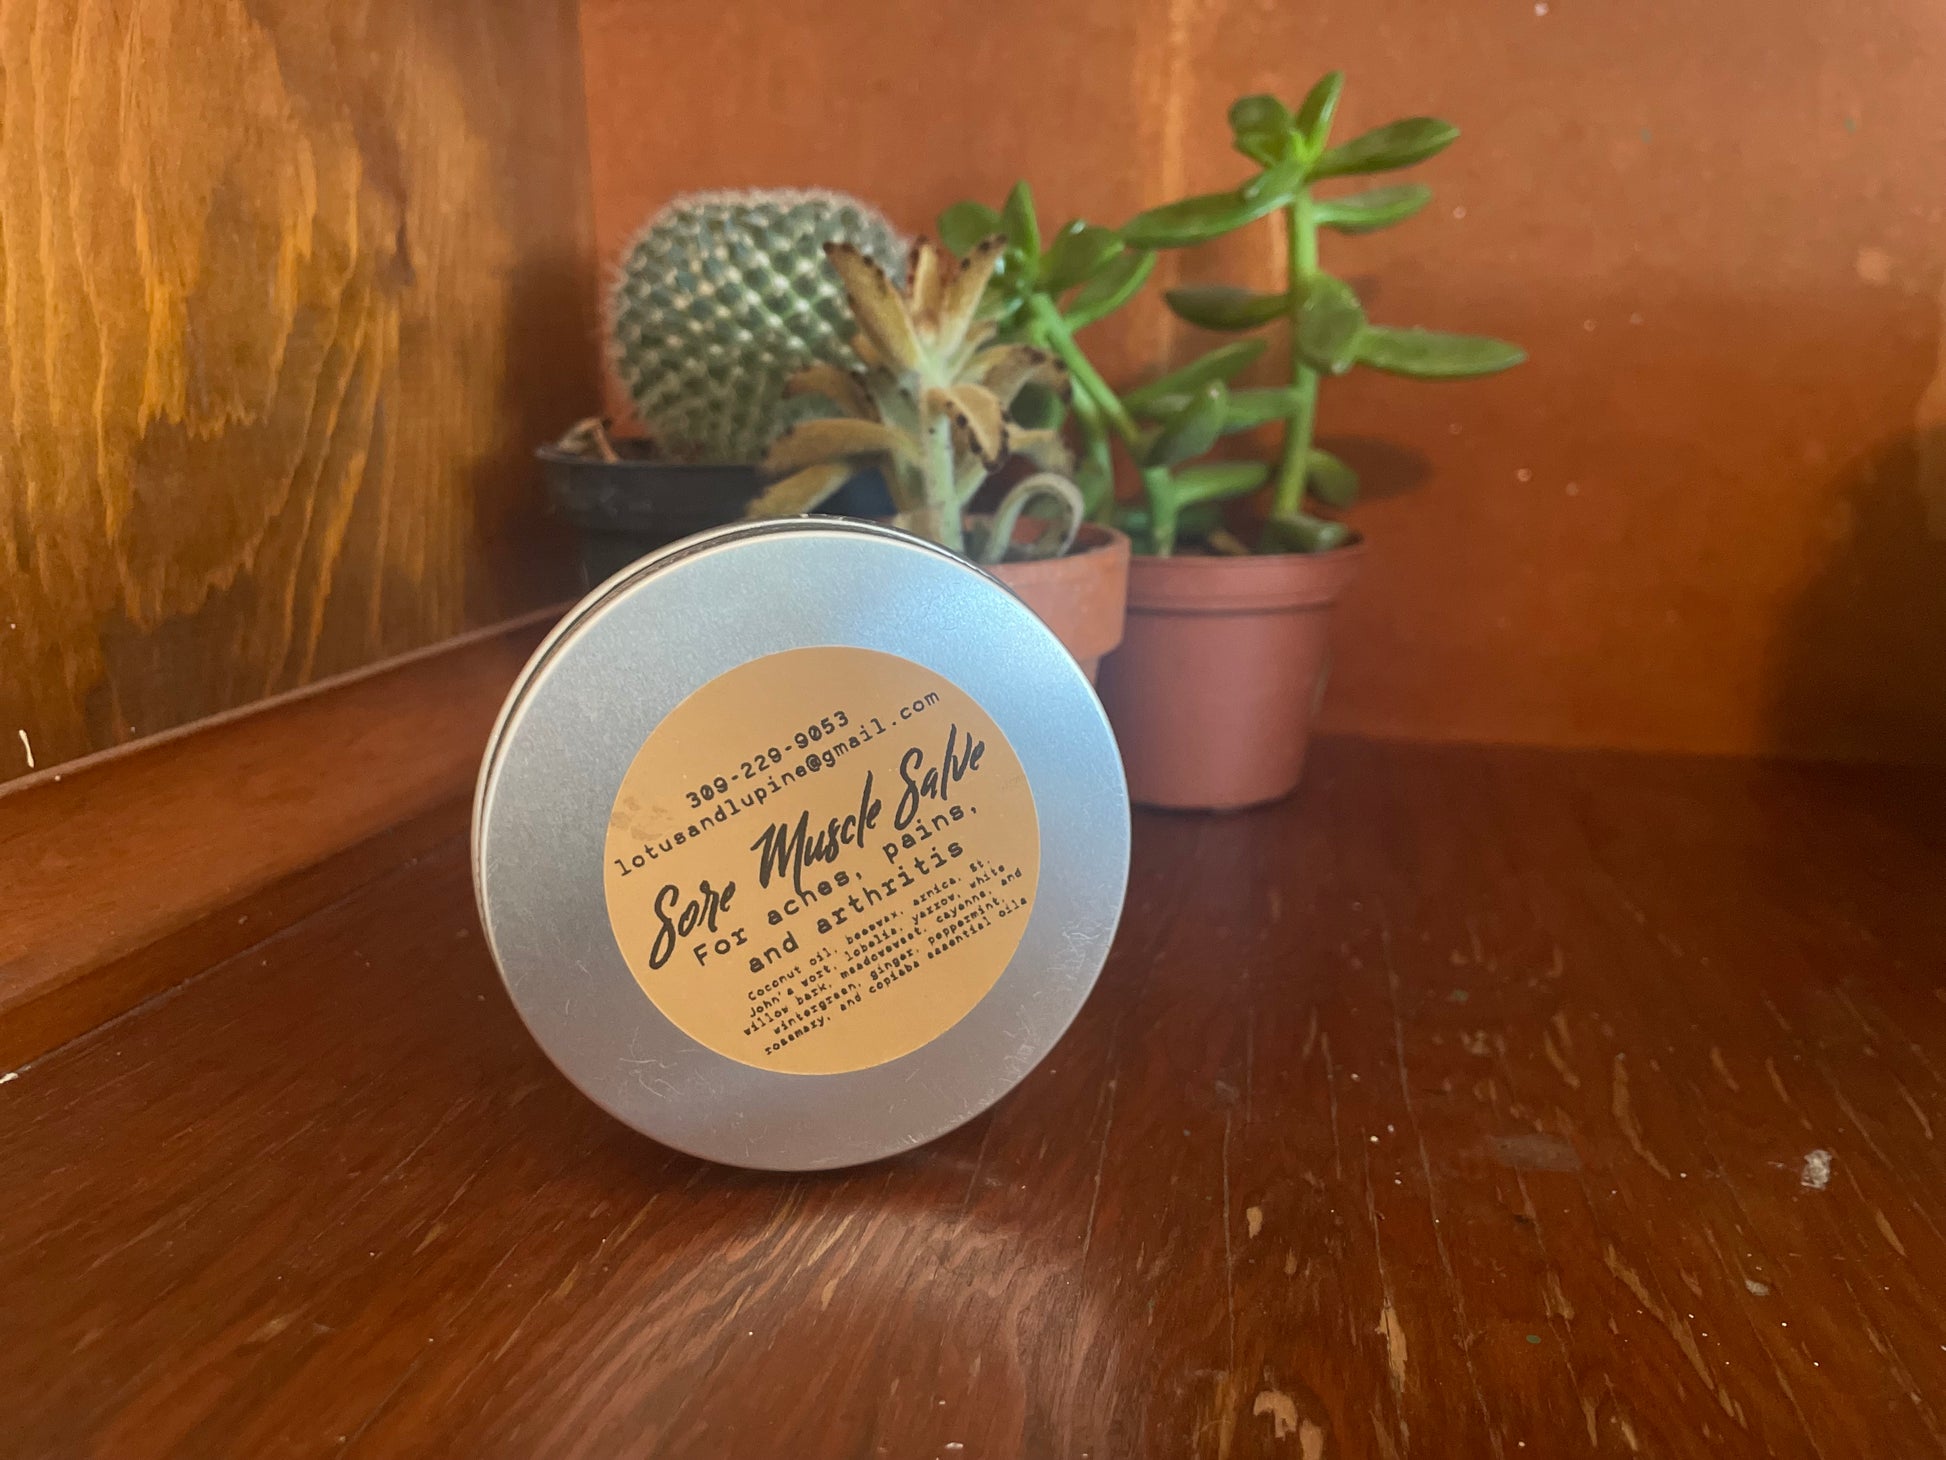 309-229-9053
lotusandlupine@gmail.com
Sore Muscle Salve
For aches, pains,
and arthritis
Coconut oil, beeswax, arnica, St.
John's wort, lobelia, yarrow, white
willow bark, meadowsweet, cayenne, and
wintergreen, ginger, peppermint,
rosemary, and copiaba essential oils